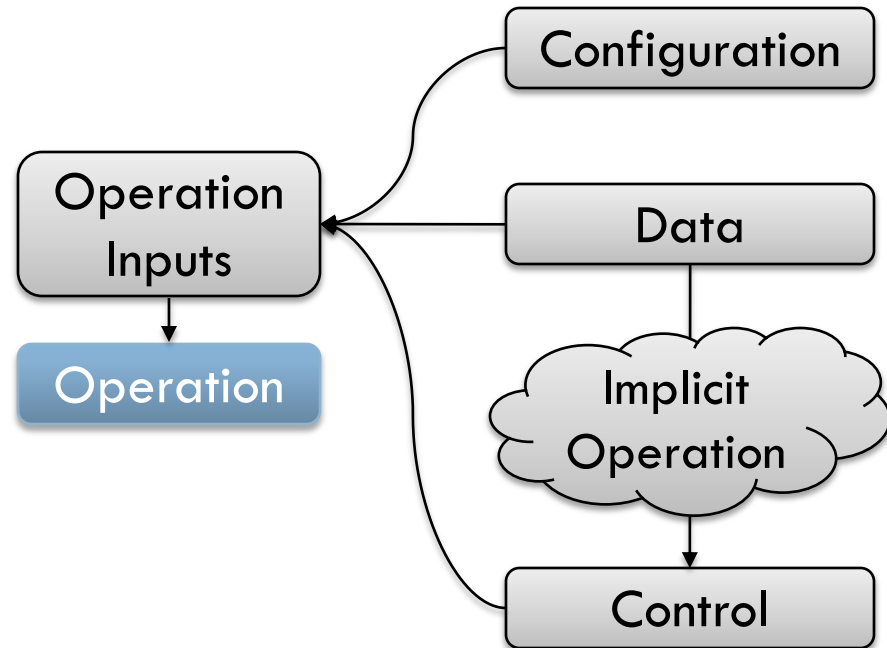 Configuration
Operation
Inputs
Data
Operation
Implicit
Operation
Control